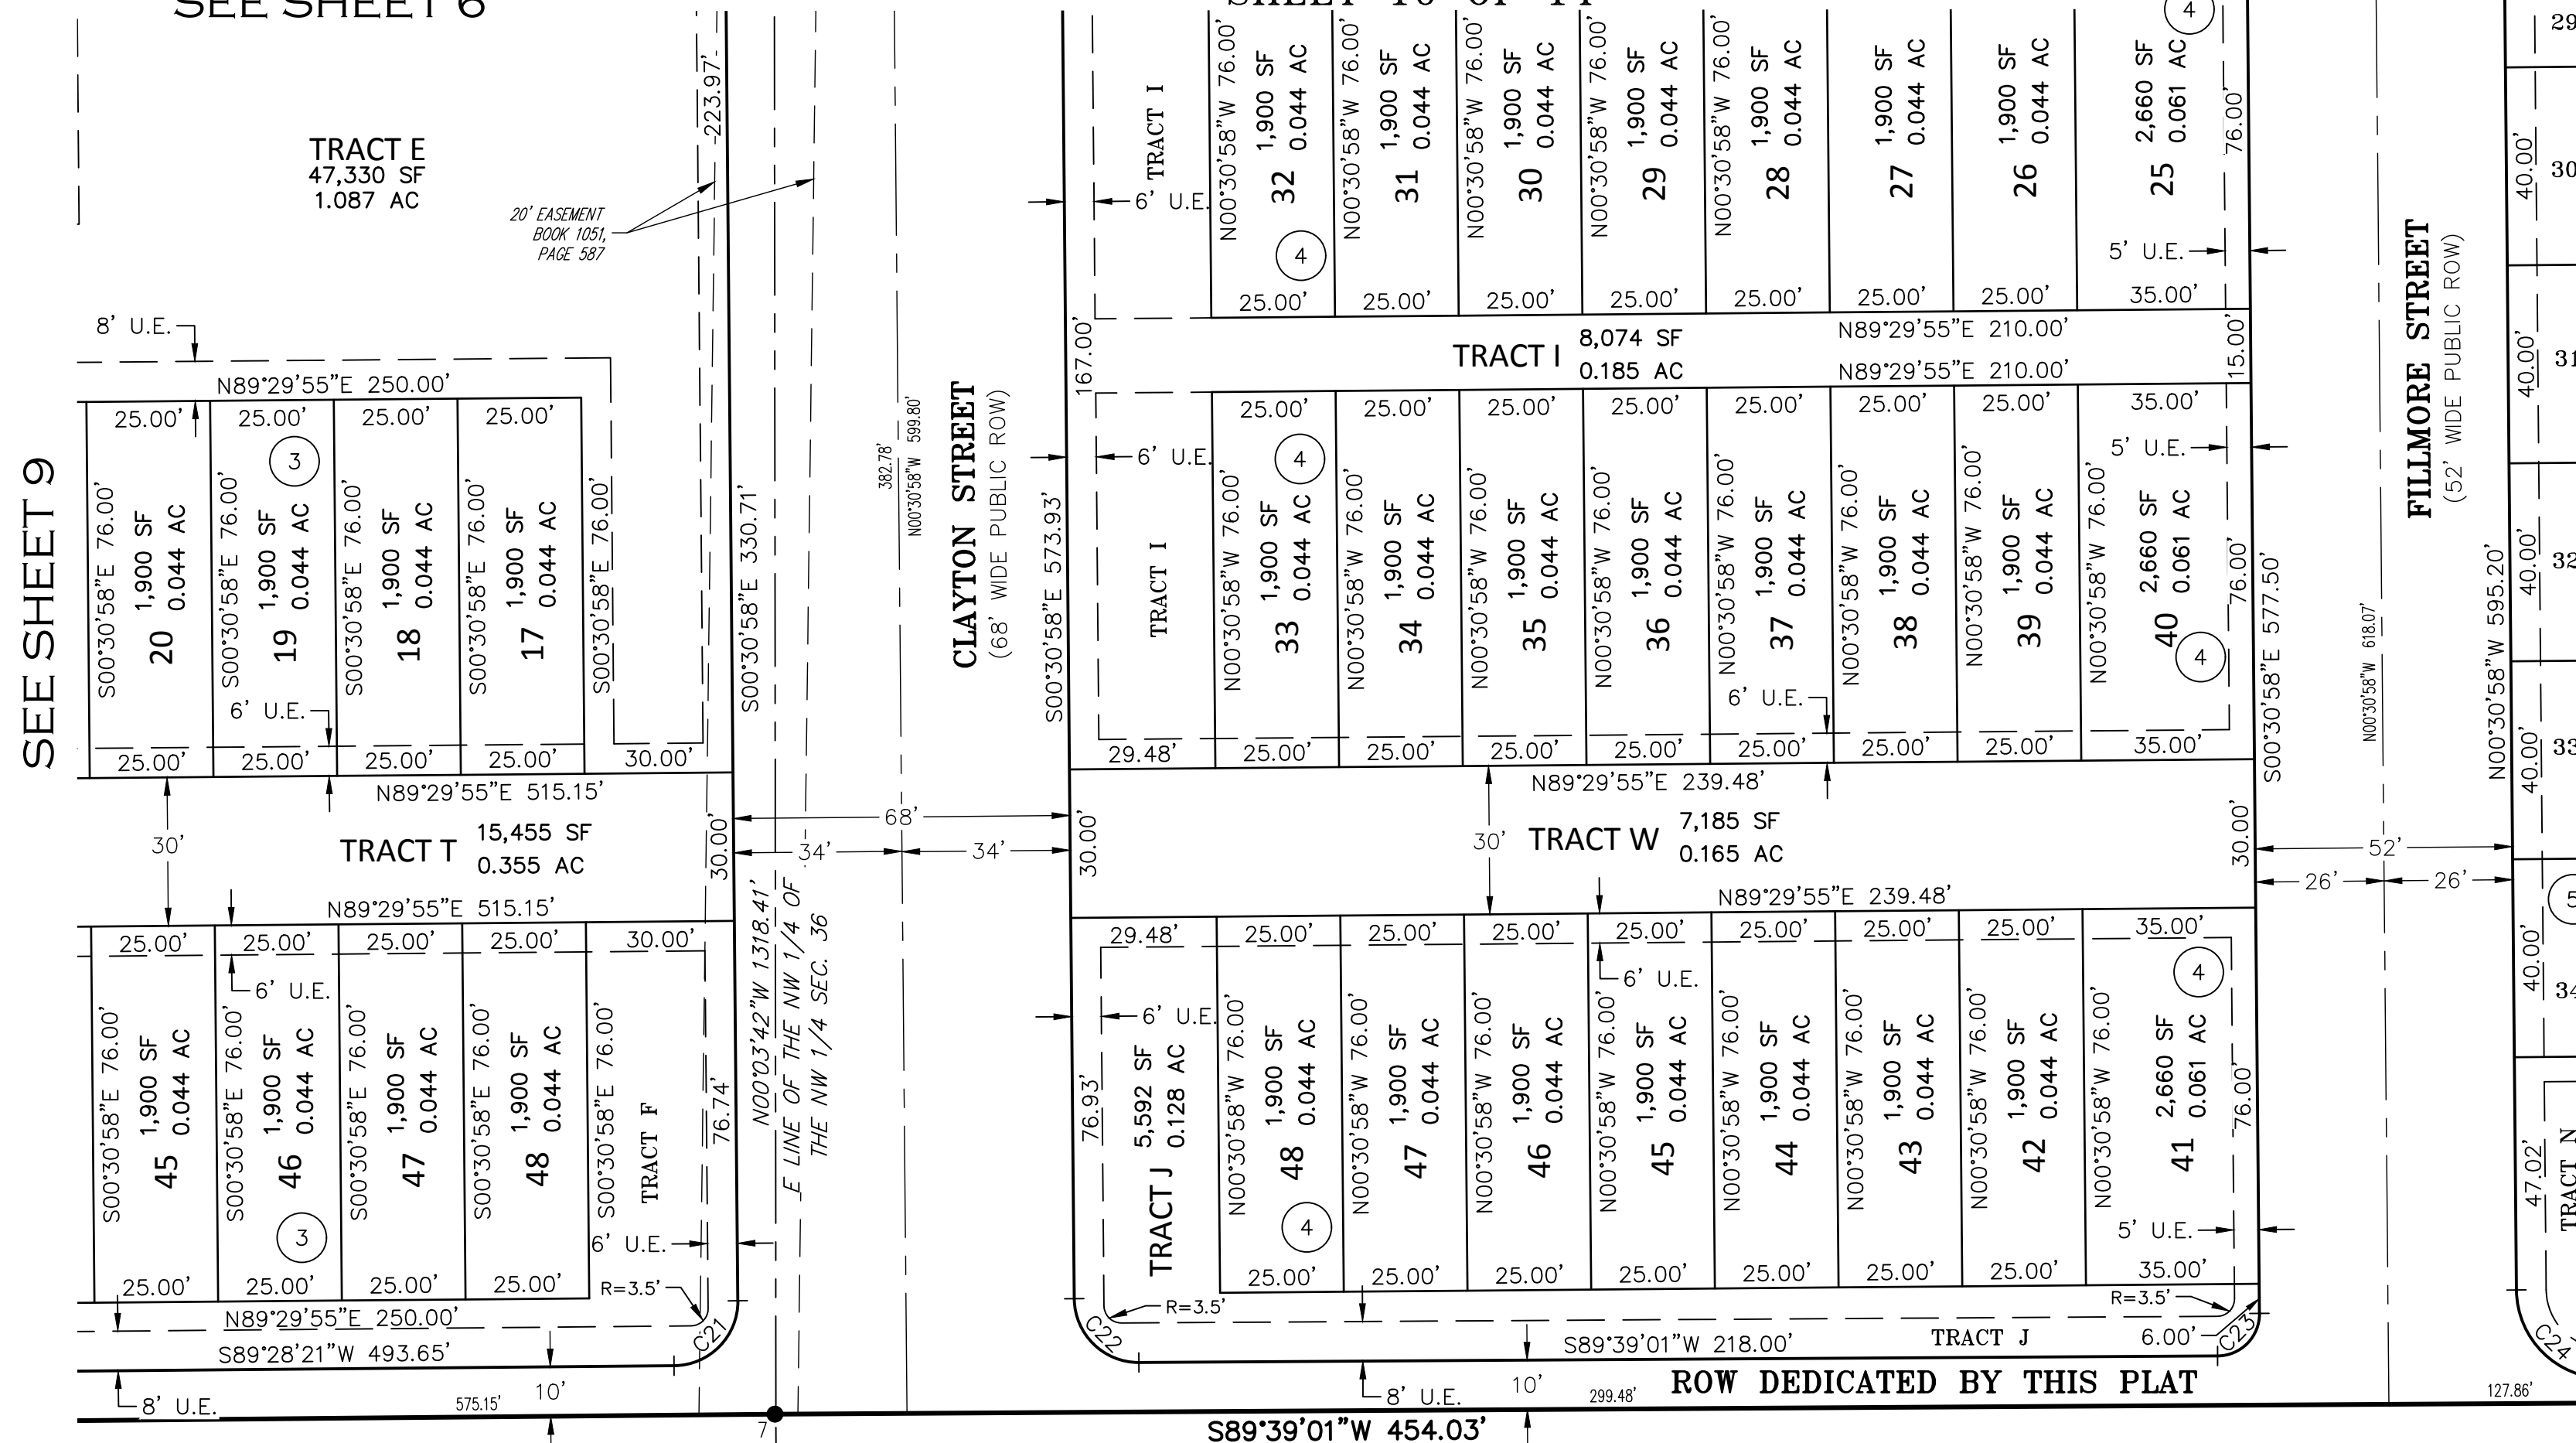 SEE SHEET 6
SEE SHEET 9
TRACT E
47,330 SF
1.087 AC
20' EASEMENT
BOOK 1051,
PAGE 587
223.97'
8' U.E.
N89°29'55"E 250.00'
25.00'
25.00'
25.00'
25.00'
3
S00°30'58"E 76.00'
20
1,900 SF
0.044 AC
S00°30'58"E 76.00'
19
1,900 SF
0.044 AC
S00°30'58"E 76.00'
18
1,900 SF
0.044 AC
S00°30'58"E 76.00'
17
1,900 SF
0.044 AC
S00°30'58"E 76.00'
6' U.E.
25.00'
25.00'
25.00'
25.00'
30.00'
N89°29'55"E 515.15'
30'
TRACT T
15,455 SF
0.355 AC
30.00'
N89°29'55"E 515.15'
25.00'
25.00'
25.00'
25.00'
30.00'
6' U.E.
S00°30'58"E 76.00'
45
1,900 SF
0.044 AC
S00°30'58"E 76.00'
46
1,900 SF
0.044 AC
S00°30'58"E 76.00'
47
1,900 SF
0.044 AC
S00°30'58"E 76.00'
48
1,900 SF
0.044 AC
S00°30'58"E 76.00'
TRACT F
76.74'
3
6' U.E.
R=3.5'
25.00'
25.00'
25.00'
25.00'
N89°29'55"E 250.00'
C21
S89°28'21"W 493.65'
8' U.E.
10'
575.15'
7
S00°30'58"E 330.71'
N00°03'42"W 1318.41'
E LINE OF THE NW 1/4 OF
THE NW 1/4 SEC. 36
382.78'
N00°30'58"W 599.80'
CLAYTON STREET
(68' WIDE PUBLIC ROW)
68'
34'
34'
S00°30'58"E 573.93'
167.00'
30.00'
TRACT I
6' U.E.
N00°30'58"W 76.00'
32
1,900 SF
0.044 AC
4
N00°30'58"W 76.00'
31
1,900 SF
0.044 AC
N00°30'58"W 76.00'
30
1,900 SF
0.044 AC
N00°30'58"W 76.00'
29
1,900 SF
0.044 AC
N00°30'58"W 76.00'
28
1,900 SF
0.044 AC
27
1,900 SF
0.044 AC
26
1,900 SF
0.044 AC
25
2,660 SF
0.061 AC
4
76.00'
5' U.E.
25.00'
25.00'
25.00'
25.00'
25.00'
25.00'
25.00'
35.00'
N89°29'55"E 210.00'
TRACT I
8,074 SF
0.185 AC
15.00'
N89°29'55"E 210.00'
25.00'
25.00'
25.00'
25.00'
25.00'
25.00'
25.00'
35.00'
6' U.E.
5' U.E.
4
TRACT I
N00°30'58"W 76.00'
33
1,900 SF
0.044 AC
N00°30'58"W 76.00'
34
1,900 SF
0.044 AC
N00°30'58"W 76.00'
35
1,900 SF
0.044 AC
N00°30'58"W 76.00'
36
1,900 SF
0.044 AC
N00°30'58"W 76.00'
37
1,900 SF
0.044 AC
N00°30'58"W 76.00'
38
1,900 SF
0.044 AC
N00°30'58"W 76.00'
39
1,900 SF
0.044 AC
N00°30'58"W 76.00'
40
2,660 SF
0.061 AC
4
76.00'
6' U.E.
29.48'
25.00'
25.00'
25.00'
25.00'
25.00'
25.00'
25.00'
35.00'
N89°29'55"E 239.48'
30'
TRACT W
7,185 SF
0.165 AC
30.00'
N89°29'55"E 239.48'
29.48'
25.00'
25.00'
25.00'
25.00'
25.00'
25.00'
25.00'
35.00'
6' U.E.
6' U.E.
4
76.93'
TRACT J
5,592 SF
0.128 AC
N00°30'58"W 76.00'
48
1,900 SF
0.044 AC
4
N00°30'58"W 76.00'
47
1,900 SF
0.044 AC
N00°30'58"W 76.00'
46
1,900 SF
0.044 AC
N00°30'58"W 76.00'
45
1,900 SF
0.044 AC
N00°30'58"W 76.00'
44
1,900 SF
0.044 AC
N00°30'58"W 76.00'
43
1,900 SF
0.044 AC
N00°30'58"W 76.00'
42
1,900 SF
0.044 AC
N00°30'58"W 76.00'
41
2,660 SF
0.061 AC
76.00'
5' U.E.
25.00'
25.00'
25.00'
25.00'
25.00'
25.00'
25.00'
35.00'
R=3.5'
R=3.5'
C22
S89°39'01"W 218.00'
TRACT J
6.00'
C23
8' U.E.
10'
299.48'
ROW DEDICATED BY THIS PLAT
127.86'
S89°39'01"W 454.03'
S00°30'58"E 577.50'
FILLMORE STREET
(52' WIDE PUBLIC ROW)
N00°30'58"W 618.07'
N00°30'58"W 595.20'
52'
26'
26'
29
40.00'
30
40.00'
31
40.00'
32
40.00'
33
40.00'
34
5
47.02'
TRACT N
C24